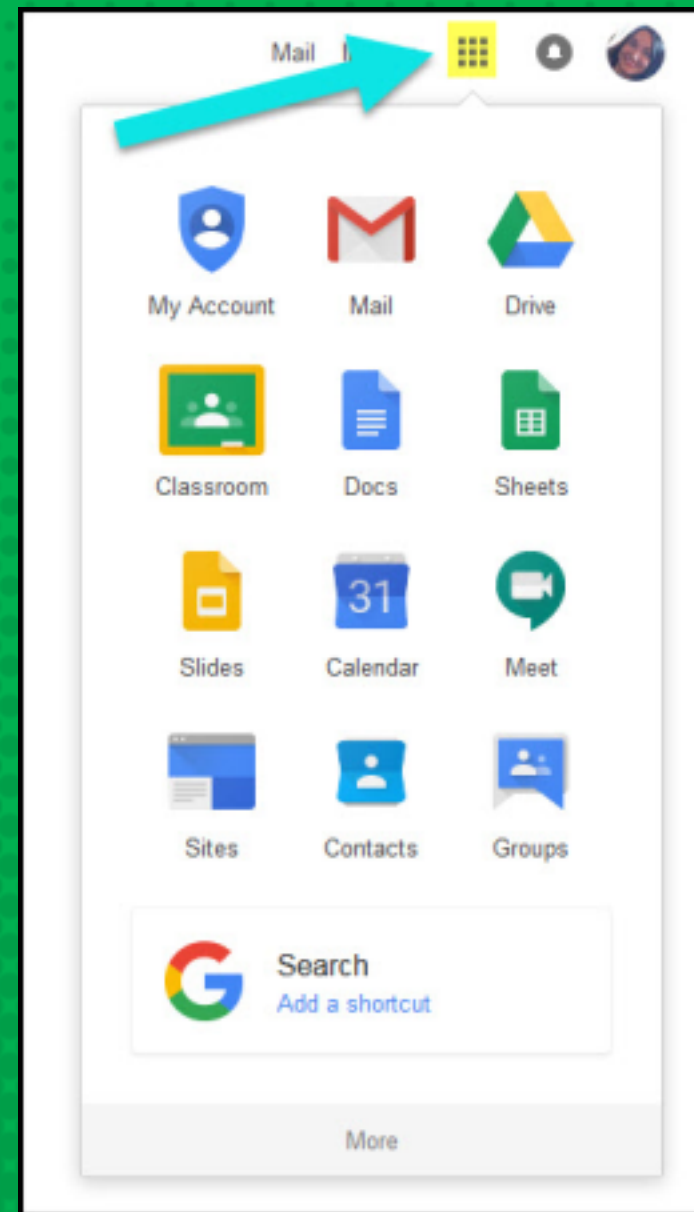 Mail
My Account Mail Drive
Classroom Docs Sheets
Slides 31 Calendar Meet
Sites Contacts Groups
Search
Add a shortcut
More